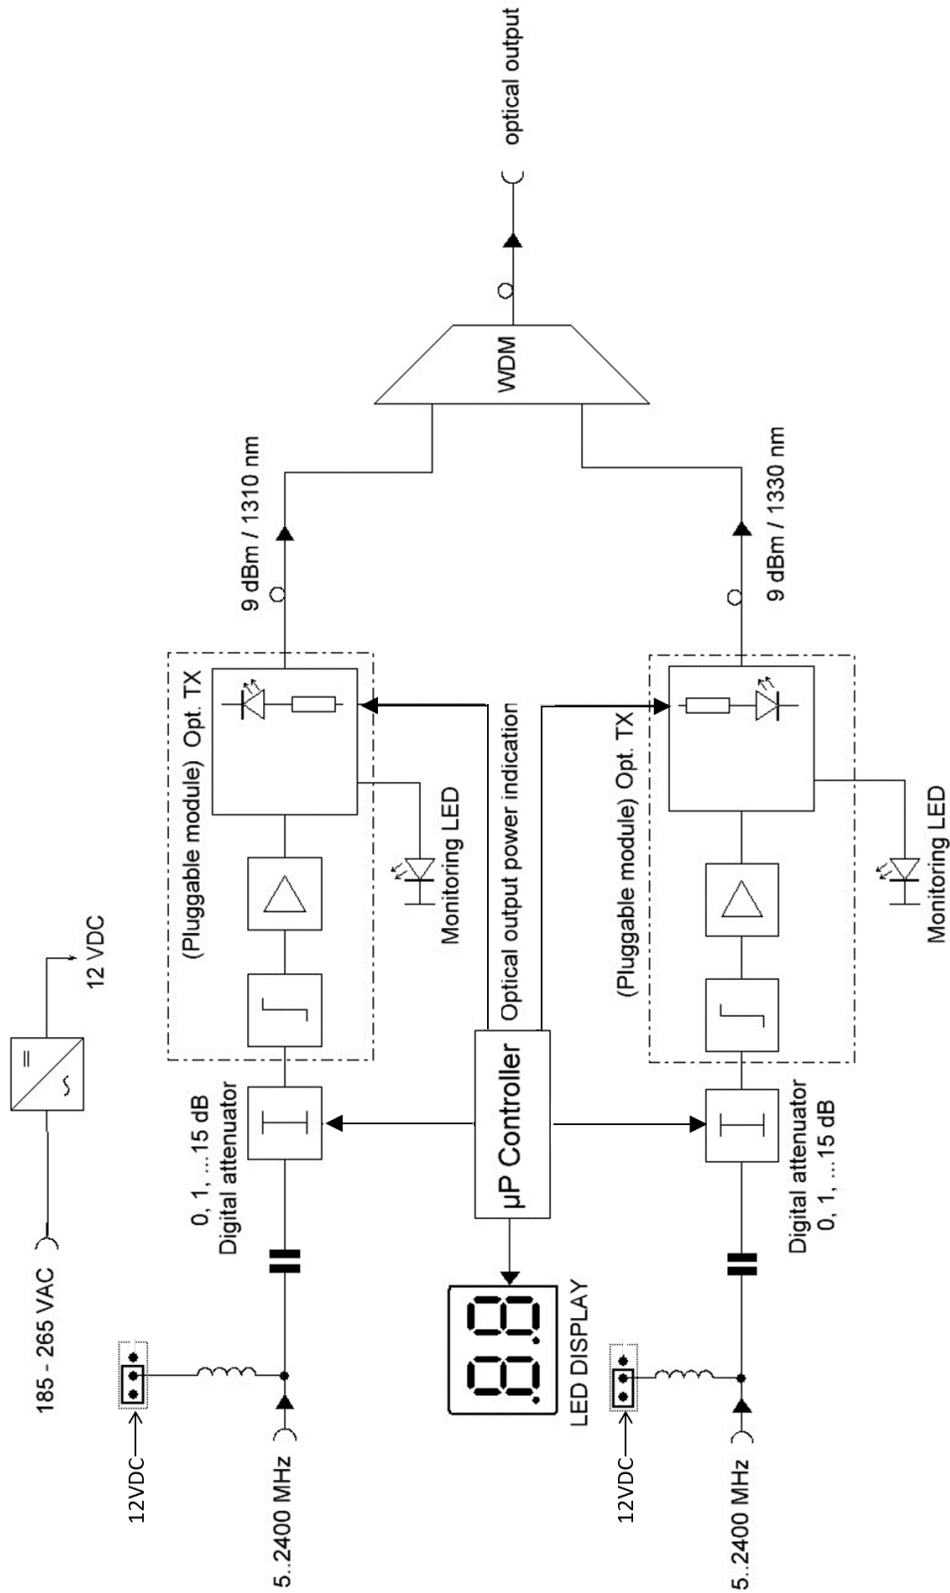 185 - 265 VAC
12 VDC
12VDC
5..2400 MHz
0, 1, ...15 dB
Digital attenuator
(Pluggable module) Opt. TX
Monitoring LED
9 dBm / 1310 nm
WDM
optical output
LED DISPLAY
88
µP Controller
Optical output power indication
12VDC
5..2400 MHz
Digital attenuator
0, 1, ...15 dB
(Pluggable module) Opt. TX
Monitoring LED
9 dBm / 1330 nm